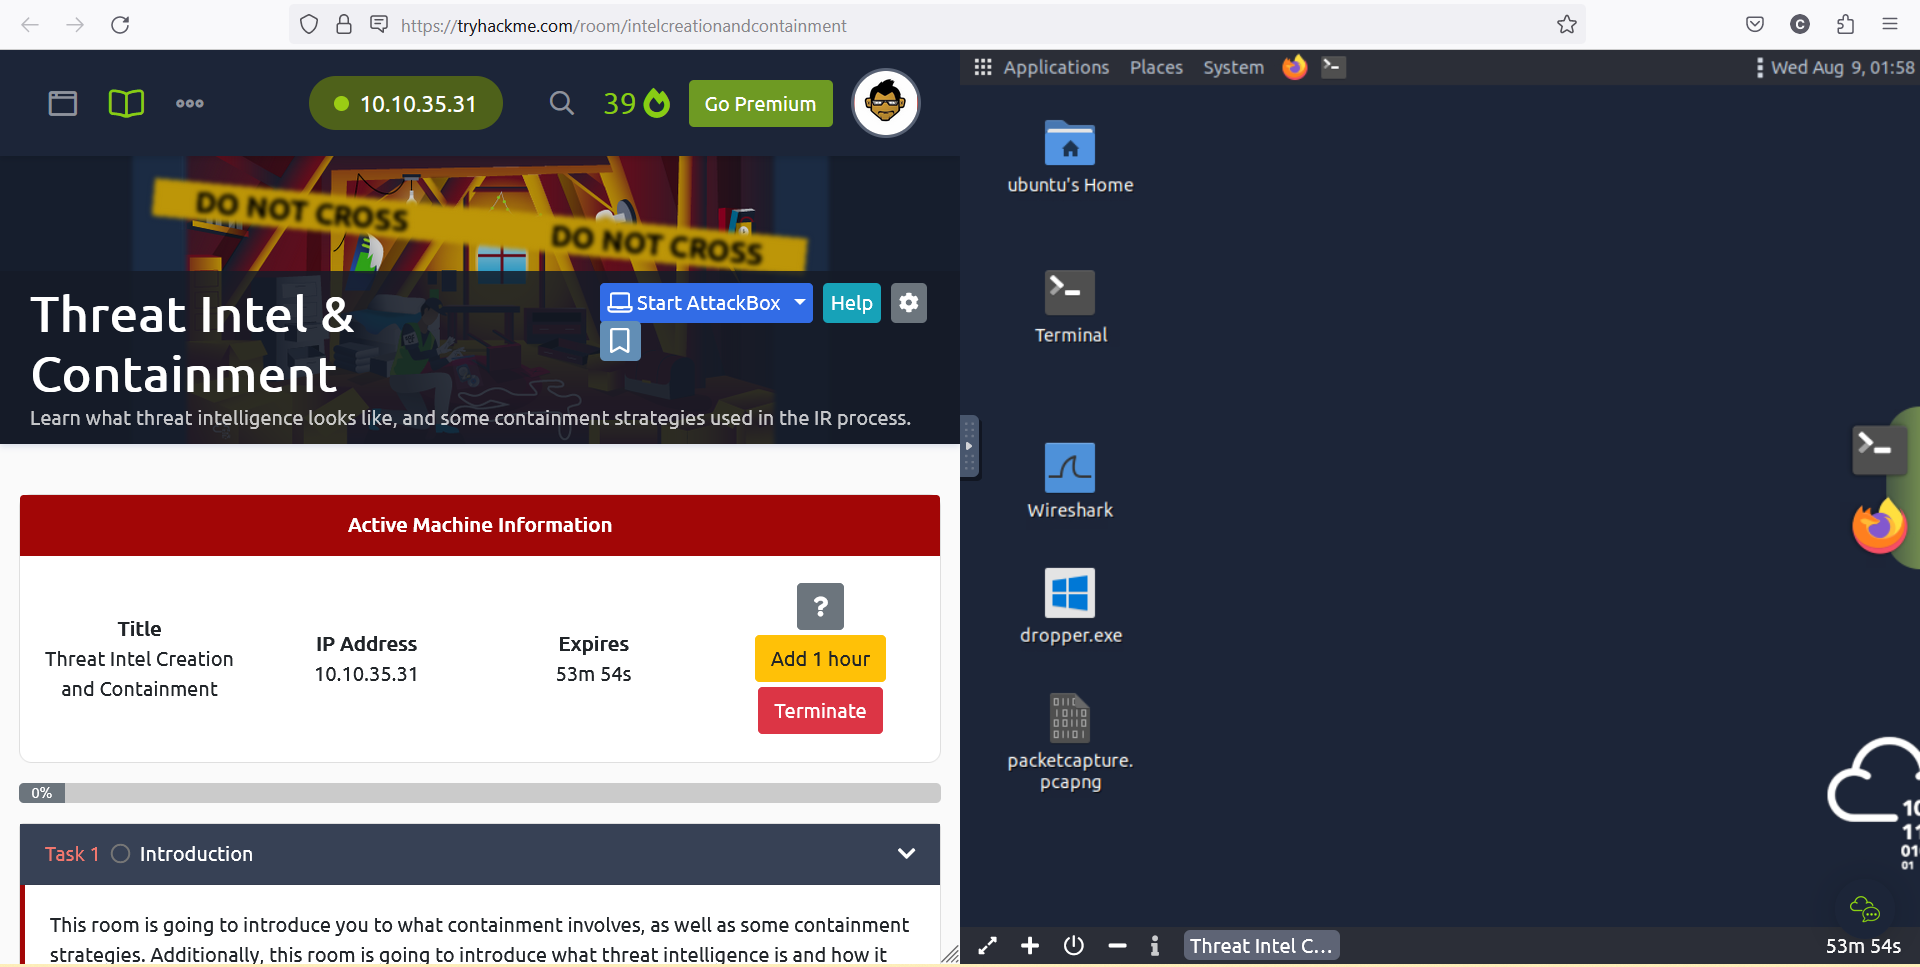 https://tryhackme.com/room/intelcreationandcontainment
C
10.10.35.31
39
Go Premium
DO NOT CROSS
DO NOT CROSS
Threat Intel &
Containment
Start AttackBox
Help
Learn what threat intelligence looks like, and some containment strategies used in the IR process.
Active Machine Information
Title
Threat Intel Creation
and Containment
IP Address
10.10.35.31
Expires
53m 54s
?
Add 1 hour
Terminate
0%
Task 1
Introduction
This room is going to introduce you to what containment involves, as well as some containment
strategies. Additionally, this room is going to introduce what threat intelligence is and how it
Applications
Places
System
Wed Aug 9, 01:58
ubuntu's Home
Terminal
Wireshark
dropper.exe
packetcapture.
pcapng
10
11
010
01
Threat Intel C...
53m 54s